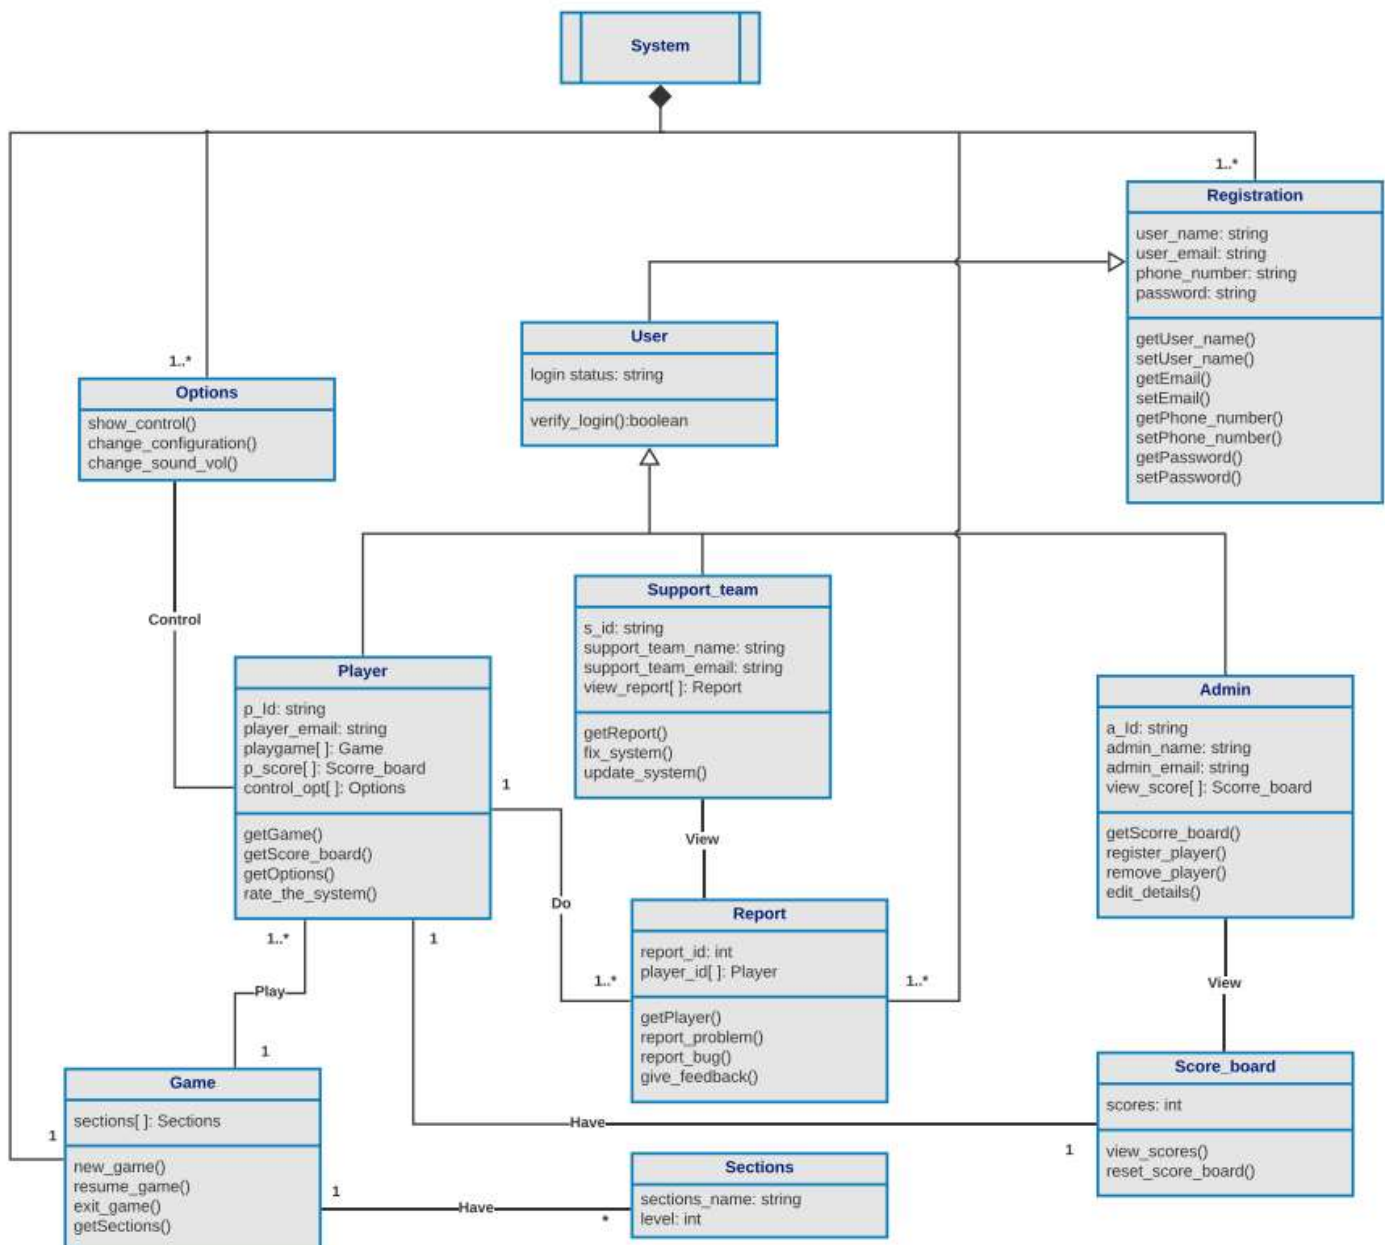 System
1..*
Registration
user_name: string
user_email: string
phone_number: string
password: string
getUser_name()
setUser_name()
getEmail()
setEmail()
getPhone_number()
setPhone_number()
getPassword()
setPassword()
User
login status: string
verify_login():boolean
1..*
Options
show_control()
change_configuration()
change_sound_vol()
Control
Support_team
s_id: string
support_team_name: string
support_team_email: string
view_report[ ]: Report
getReport()
fix_system()
update_system()
Player
p_Id: string
player_email: string
playgame[ ]: Game
p_score[ ]: Scorre_board
control_opt[ ]: Options
getGame()
getScore_board()
getOptions()
rate_the_system()
Admin
a_Id: string
admin_name: string
admin_email: string
view_score[ ]: Scorre_board
getScorre_board()
register_player()
remove_player()
edit_details()
1
View
Do
Report
report_id: int
player_id[ ]: Player
getPlayer()
report_problem()
report_bug()
give_feedback()
1..*
1
1..*
1..*
Play
View
1
Game
sections[ ]: Sections
new_game()
resume_game()
exit_game()
getSections()
1
Score_board
scores: int
view_scores()
reset_score_board()
Have
1
Sections
sections_name: string
level: int
1
Have
*